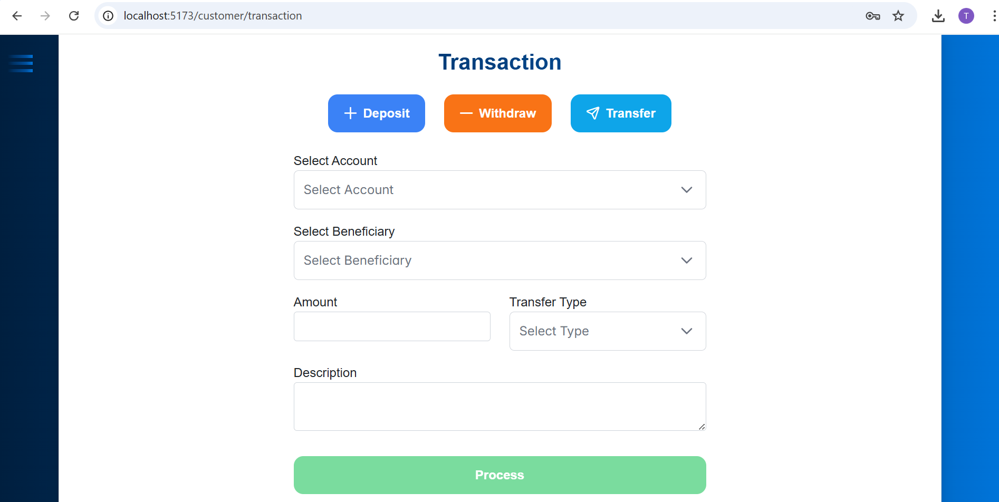 localhost:5173/customer/transaction
T
Transaction
Deposit
Withdraw
Transfer
Select Account
Select Account
Select Beneficiary
Select Beneficiary
Amount
Transfer Type
Select Type
Description
Process